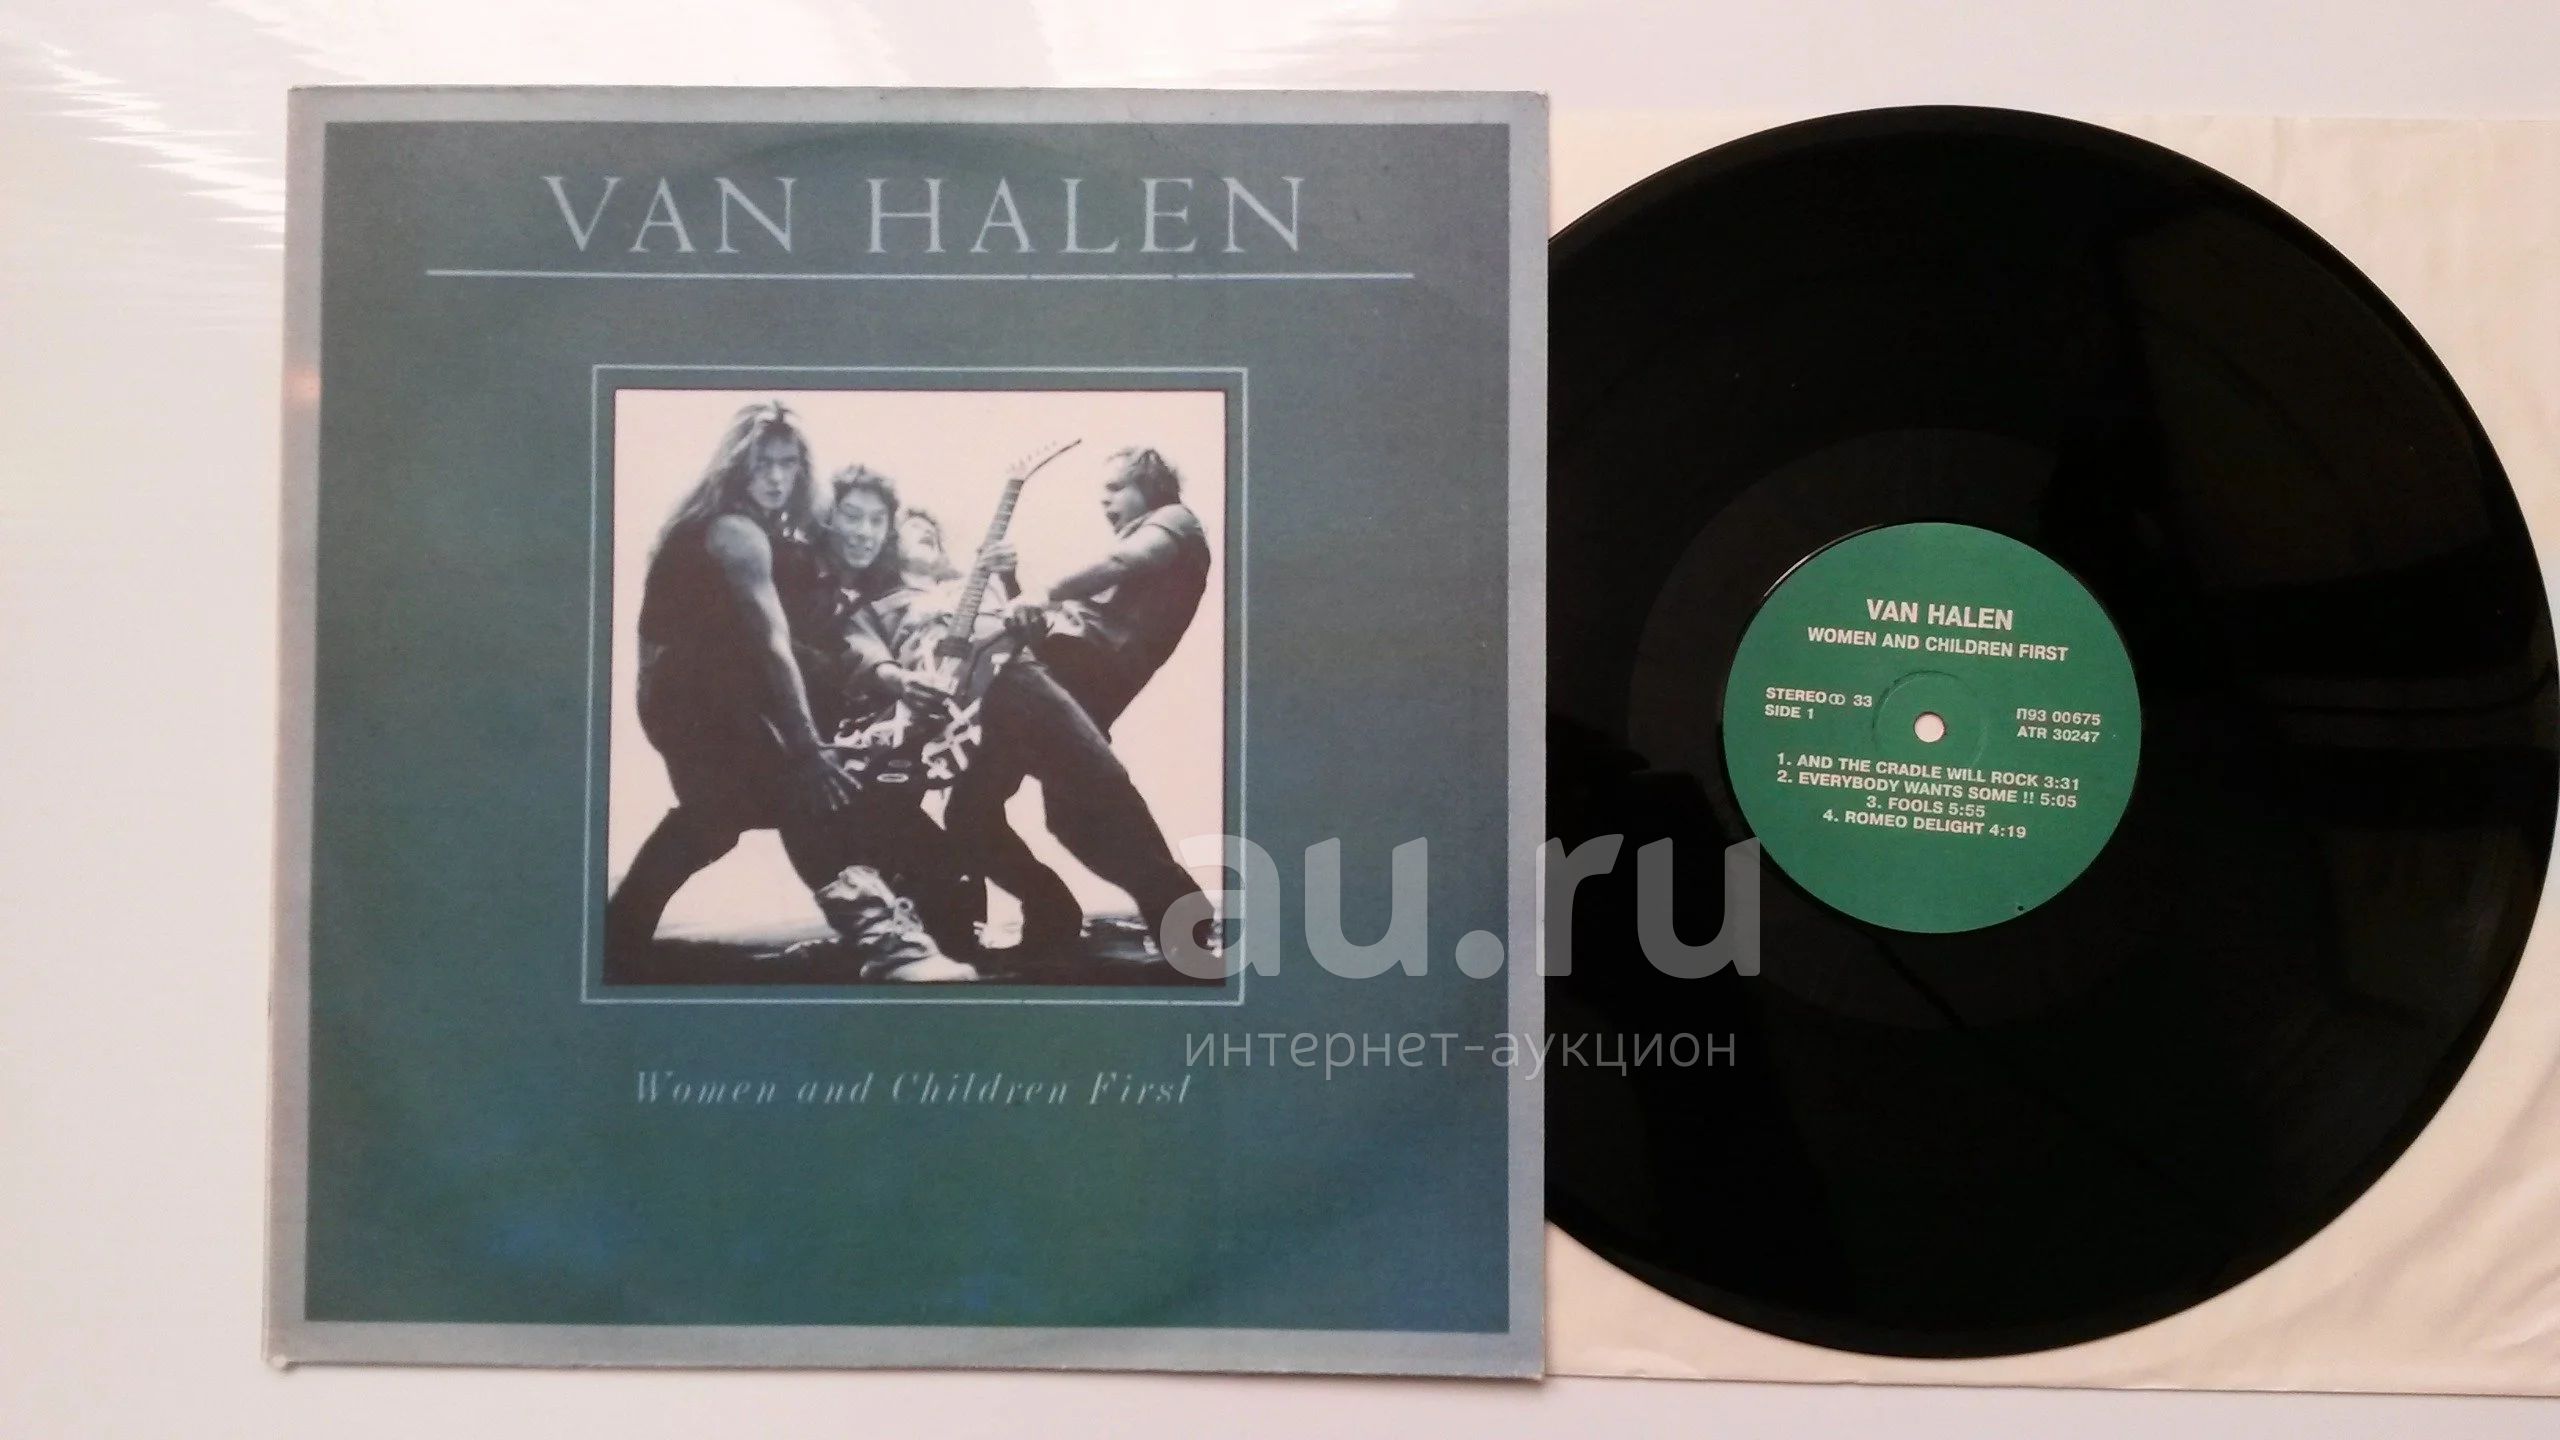 VAN HALEN
Women and Children First
VAN HALEN
WOMEN AND CHILDREN FIRST
STEREO 33
SIDE 1
П93 00675
ATR 30247
1. AND THE CRADLE WILL ROCK 3:31
2. EVERYBODY WANTS SOME !! 5:05
3. FOOLS 5:55
4. ROMEO DELIGHT 4:19
au.ru
интернет-аукцион